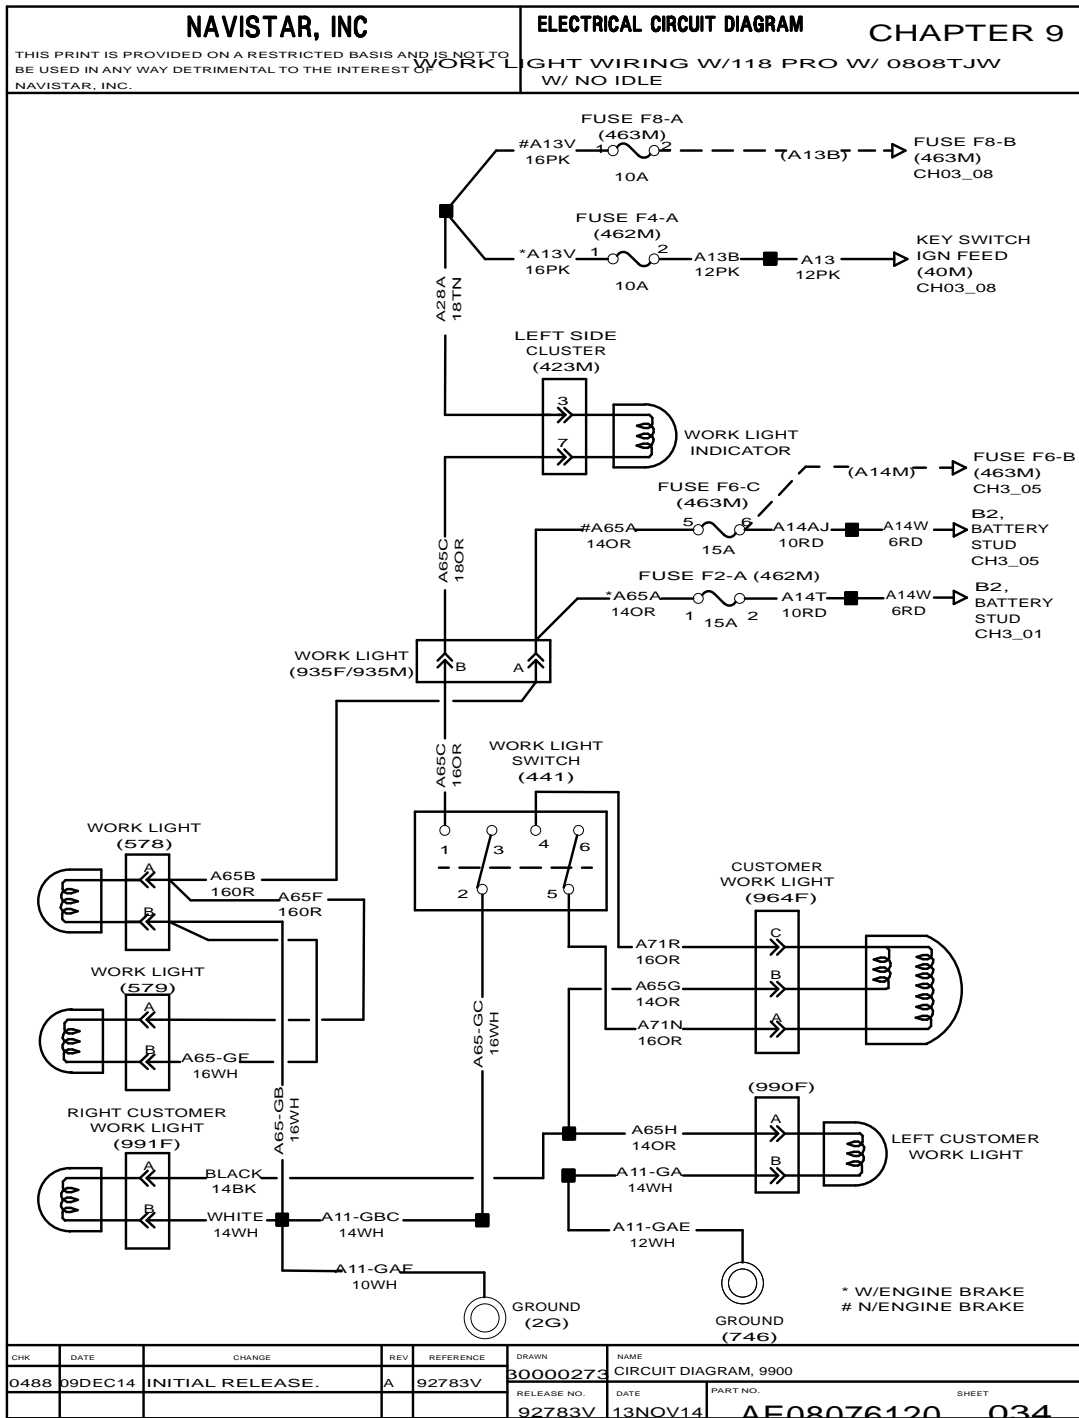 NAVISTAR, INC
THIS PRINT IS PROVIDED ON A RESTRICTED BASIS AND IS NOT TO
BE USED IN ANY WAY DETRIMENTAL TO THE INTEREST OF
NAVISTAR, INC.
ELECTRICAL CIRCUIT DIAGRAM
CHAPTER 9
WORK LIGHT WIRING W/118 PRO W/ 0808TJW
W/ NO IDLE
FUSE F8-A
(463M)
#A13V
16PK
1
2
10A
(A13B)
FUSE F8-B
(463M)
CH03_08
FUSE F4-A
(462M)
*A13V
16PK
1
2
10A
A13B
12PK
A13
12PK
KEY SWITCH
IGN FEED
(40M)
CH03_08
A28A
18TN
LEFT SIDE
CLUSTER
(423M)
3
7
WORK LIGHT
INDICATOR
(A14M)
FUSE F6-B
(463M)
CH3_05
FUSE F6-C
(463M)
#A65A
14OR
5
6
15A
A14AJ
10RD
A14W
6RD
B2,
BATTERY
STUD
CH3_05
FUSE F2-A (462M)
*A65A
14OR
1
15A
2
A14T
10RD
A14W
6RD
B2,
BATTERY
STUD
CH3_01
A65C
18OR
WORK LIGHT
(935F/935M)
B
A
A65C
16OR
WORK LIGHT
SWITCH
(441)
1
3
4
6
2
5
WORK LIGHT
(578)
A
B
A65B
160R
A65F
160R
WORK LIGHT
(579)
A
B
A65-GE
16WH
A65-GB
16WH
A65-GC
16WH
CUSTOMER
WORK LIGHT
(964F)
A71R
16OR
C
A65G
14OR
B
A71N
16OR
A
RIGHT CUSTOMER
WORK LIGHT
(991F)
A
BLACK
14BK
B
WHITE
14WH
A11-GBC
14WH
A11-GAF
10WH
GROUND
(2G)
(990F)
A65H
14OR
A
A11-GA
14WH
B
LEFT CUSTOMER
WORK LIGHT
A11-GAE
12WH
GROUND
(746)
* W/ENGINE BRAKE
# N/ENGINE BRAKE
CHK DATE CHANGE REV REFERENCE
0488 09DEC14 INITIAL RELEASE. A 92783V
DRAWN
30000273
NAME
CIRCUIT DIAGRAM, 9900
RELEASE NO.
92783V
DATE
13NOV14
PART NO.
AE08076120
SHEET
034